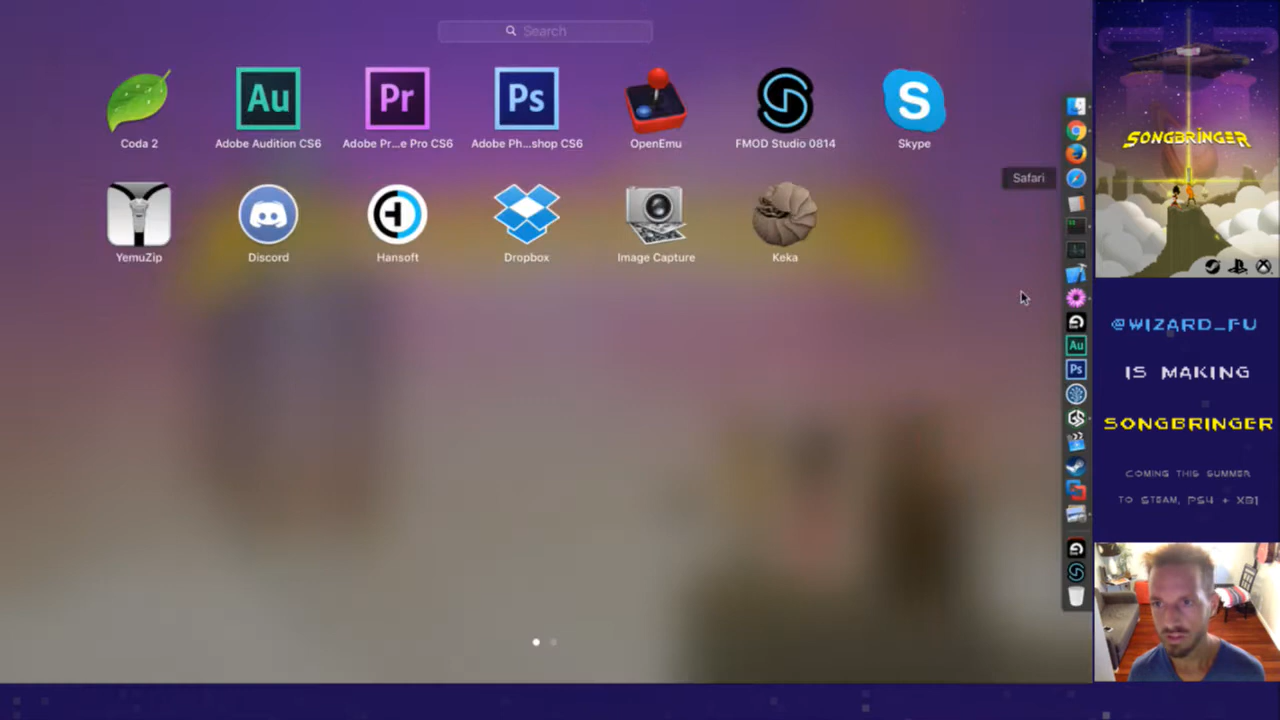 Search
Coda 2
Au
Adobe Audition CS6
Pr
Adobe Pr...e Pro CS6
Ps
Adobe Ph...shop CS6
OpenEmu
FMOD Studio 0814
S
Skype
YemuZip
Discord
Hansoft
Dropbox
Image Capture
Keka
Safari
Au
Ps
SONGBRINGER
@WIZARD_FU
IS MAKING
SONGBRINGER
COMING THIS SUMMER
TO STEAM, PS4 + XB1